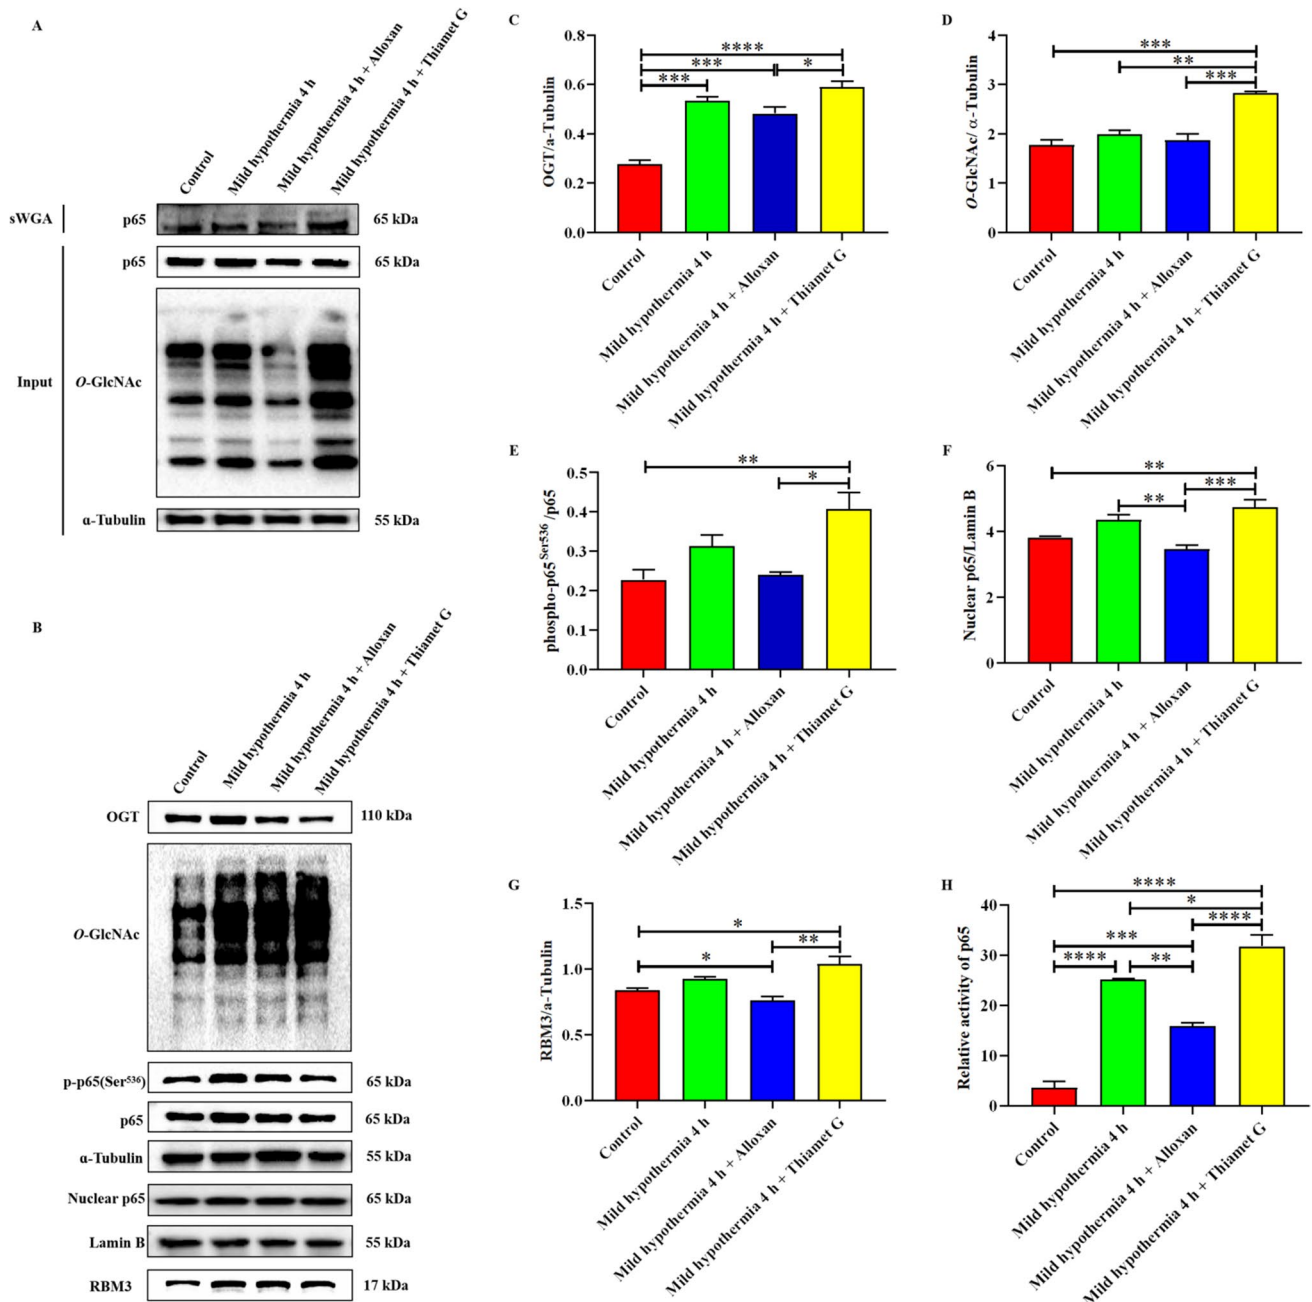 A
Control
Mild hypothermia 4 h
Mild hypothermia 4 h + Alloxan
Mild hypothermia 4 h + Thiamet G
sWGA
p65
65 kDa
Input
p65
65 kDa
O-GlcNAc
α-Tubulin
55 kDa
B
Control
Mild hypothermia 4 h
Mild hypothermia 4 h + Alloxan
Mild hypothermia 4 h + Thiamet G
OGT
110 kDa
O-GlcNAc
p-p65(Ser536)
65 kDa
p65
65 kDa
α-Tubulin
55 kDa
Nuclear p65
65 kDa
Lamin B
55 kDa
RBM3
17 kDa
C
OGT/a-Tubulin
0.8
0.6
0.4
0.2
0.0
****
***
*
***
Control
Mild hypothermia 4 h
Mild hypothermia 4 h + Alloxan
Mild hypothermia 4 h + Thiamet G
D
O-GlcNAc/ α-Tubulin
4
3
2
1
0
***
**
***
Control
Mild hypothermia 4 h
Mild hypothermia 4 h + Alloxan
Mild hypothermia 4 h + Thiamet G
E
phospho-p65 Ser536 /p65
0.5
0.4
0.3
0.2
0.1
0.0
**
*
Control
Mild hypothermia 4 h
Mild hypothermia 4 h + Alloxan
Mild hypothermia 4 h + Thiamet G
F
Nuclear p65/Lamin B
6
4
2
0
**
***
**
Control
Mild hypothermia 4 h
Mild hypothermia 4 h + Alloxan
Mild hypothermia 4 h + Thiamet G
G
RBM3/a-Tubulin
1.5
1.0
0.5
0.0
*
**
*
Control
Mild hypothermia 4 h
Mild hypothermia 4 h + Alloxan
Mild hypothermia 4 h + Thiamet G
H
Relative activity of p65
40
30
20
10
0
****
*
****
***
****
**
Control
Mild hypothermia 4 h
Mild hypothermia 4 h + Alloxan
Mild hypothermia 4 h + Thiamet G